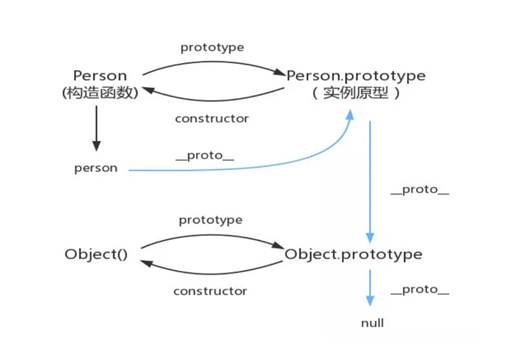 prototype
Person
(构造函数)
Person.prototype
(实例原型)
constructor
__proto__
person
__proto__
prototype
Object()
Object.prototype
constructor
__proto__
null